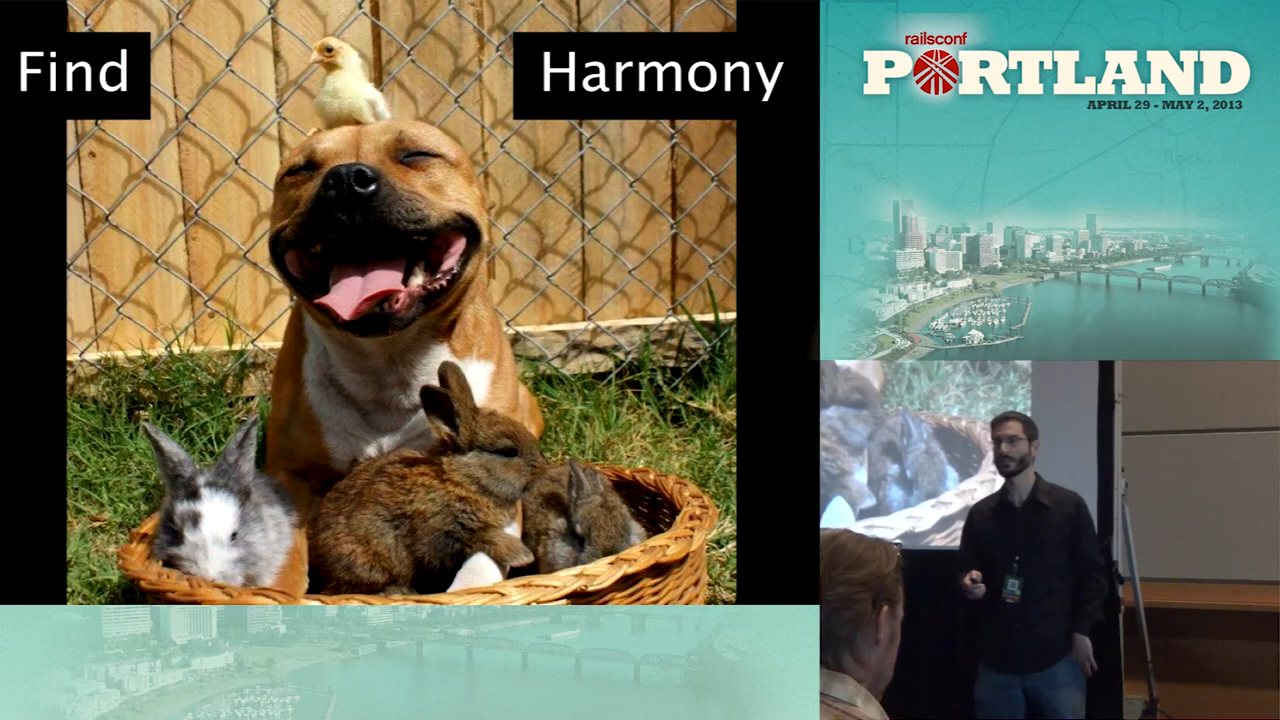 Find
Harmony
railsconf
PORTLAND
APRIL 29 - MAY 2, 2013